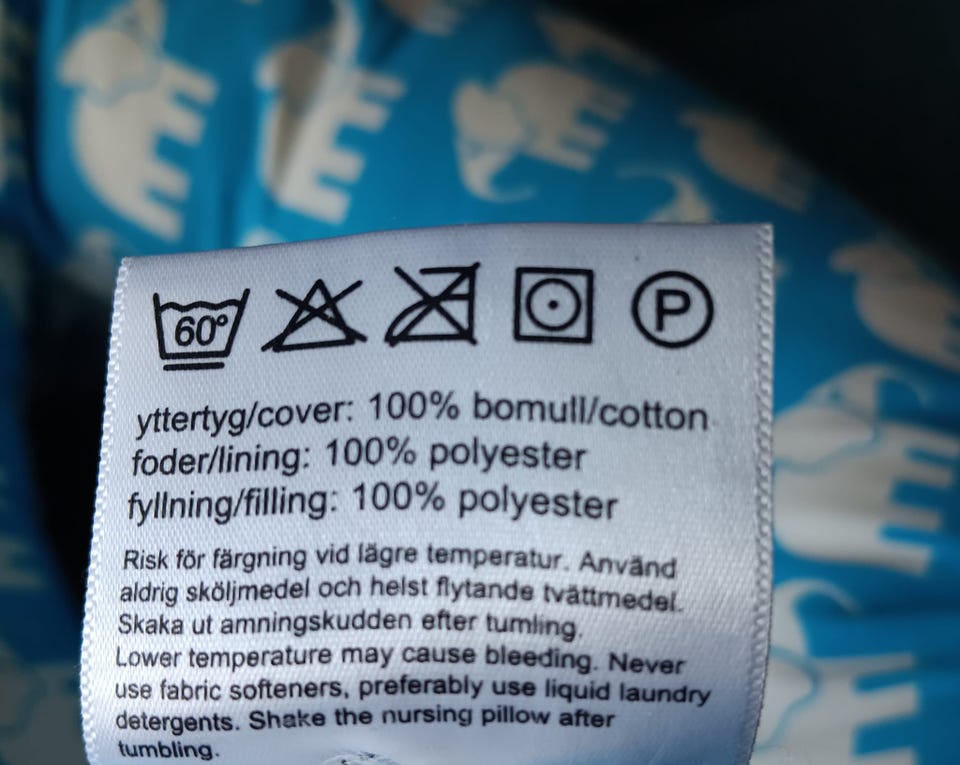 60°
P
yttertyg/cover: 100% bomull/cotton
foder/lining: 100% polyester
fyllning/filling: 100% polyester
Risk för färgning vid lägre temperatur. Använd
aldrig sköljmedel och helst flytande tvättmedel.
Skaka ut amningskudden efter tumling.
Lower temperature may cause bleeding. Never
use fabric softeners, preferably use liquid laundry
detergents. Shake the nursing pillow after
tumbling.